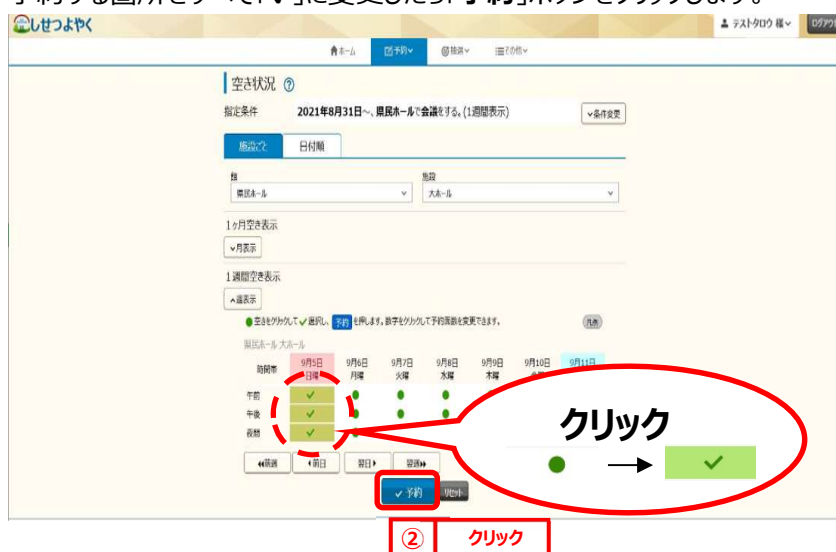 予約する箇所をすべて「✓」に変更したら「予約」ボタンをクリックします。
しせつよやく
テストタロウ 様
ログアウト
ホーム 予約 抽選 その他
空き状況
指定条件 2021年8月31日～、県民ホールで会議をする。(1週間表示) 条件変更
施設ごと 日付順
館 施設
県民ホール 大ホール
1ヶ月空き表示
月表示
1週間空き表示
週表示
●空きをクリックして✓選択し、予約を押します。数字をクリックして予約面数を変更できます。 凡例
県民ホール 大ホール
時間帯 9月5日 9月6日 9月7日 9月8日 9月9日 9月10日 9月11日
日曜 月曜 火曜 水曜 木曜
午前 ✓ ● ● ●
午後 ✓ ● ● ●
夜間 ✓
クリック
● → ✓
前週 前日 翌日 翌週
✓ 予約 リセット
② クリック